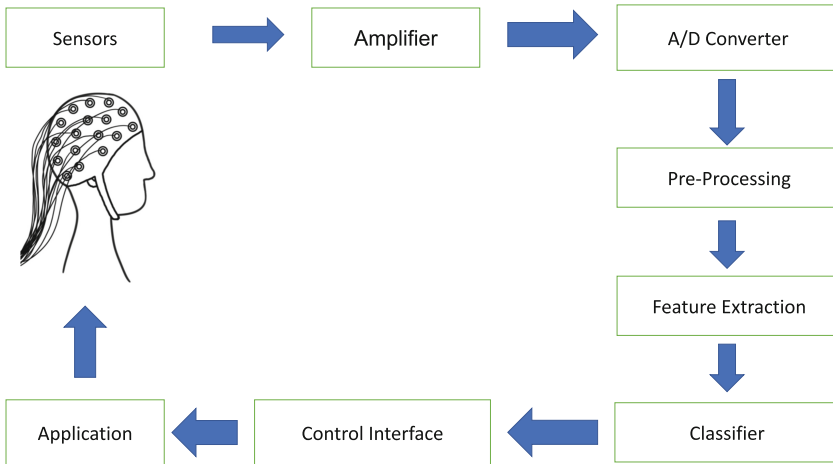 Sensors
Amplifier
A/D Converter
Pre-Processing
Feature Extraction
Classifier
Control Interface
Application